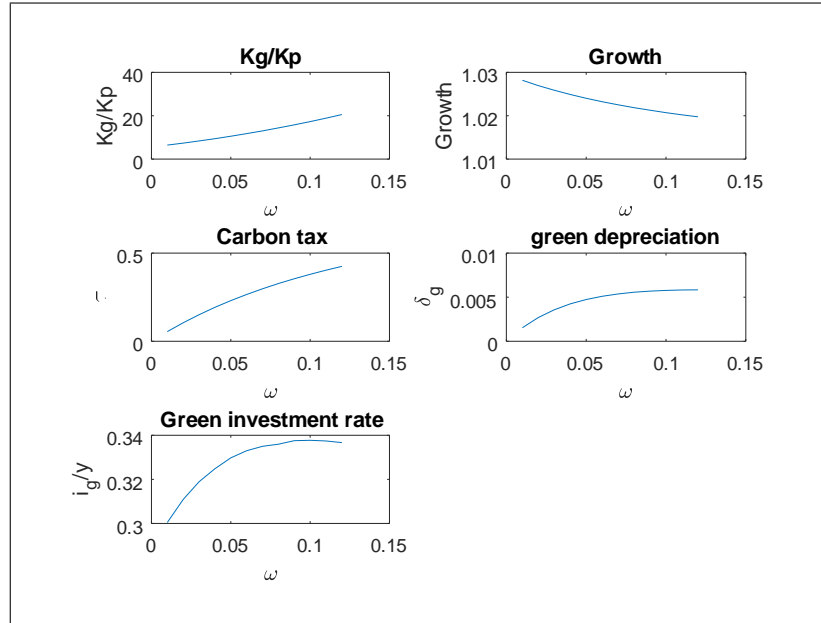 Kg/Kp
Kg/Kp
40
20
0
0 0.05 0.1 0.15
ω
Growth
Growth
1.03
1.02
1.01
0 0.05 0.1 0.15
ω
Carbon tax
0.5
0
0 0.05 0.1 0.15
ω
green depreciation
δg
0.01
0.005
0
0 0.05 0.1 0.15
ω
Green investment rate
ig/y
0.34
0.32
0.3
0 0.05 0.1 0.15
ω